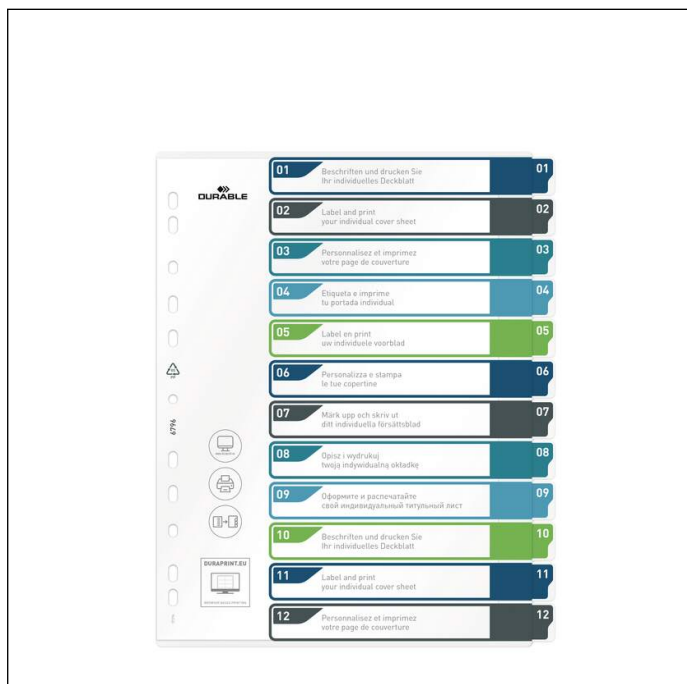 DURABLE
01
Beschriften und drucken Sie
Ihr individuelles Deckblatt
01
02
Label and print
your individual cover sheet
02
03
Personnalisez et imprimez
votre page de couverture
03
04
Etiqueta e imprime
tu portada individual
04
05
Label en print
uw individuele voorblad
05
06
Personalizza e stampa
le tue copertine
06
07
Märk upp och skriv ut
ditt individuella försättsblad
07
08
Opisz i wydrukuj
twoją indywidualną okładkę
08
09
Оформите и распечатайте
свой индивидуальный титульный лист
09
10
Beschriften und drucken Sie
Ihr individuelles Deckblatt
10
11
Label and print
your individual cover sheet
11
12
Personnalisez et imprimez
votre page de couverture
12
6796
DURAPRINT.EU